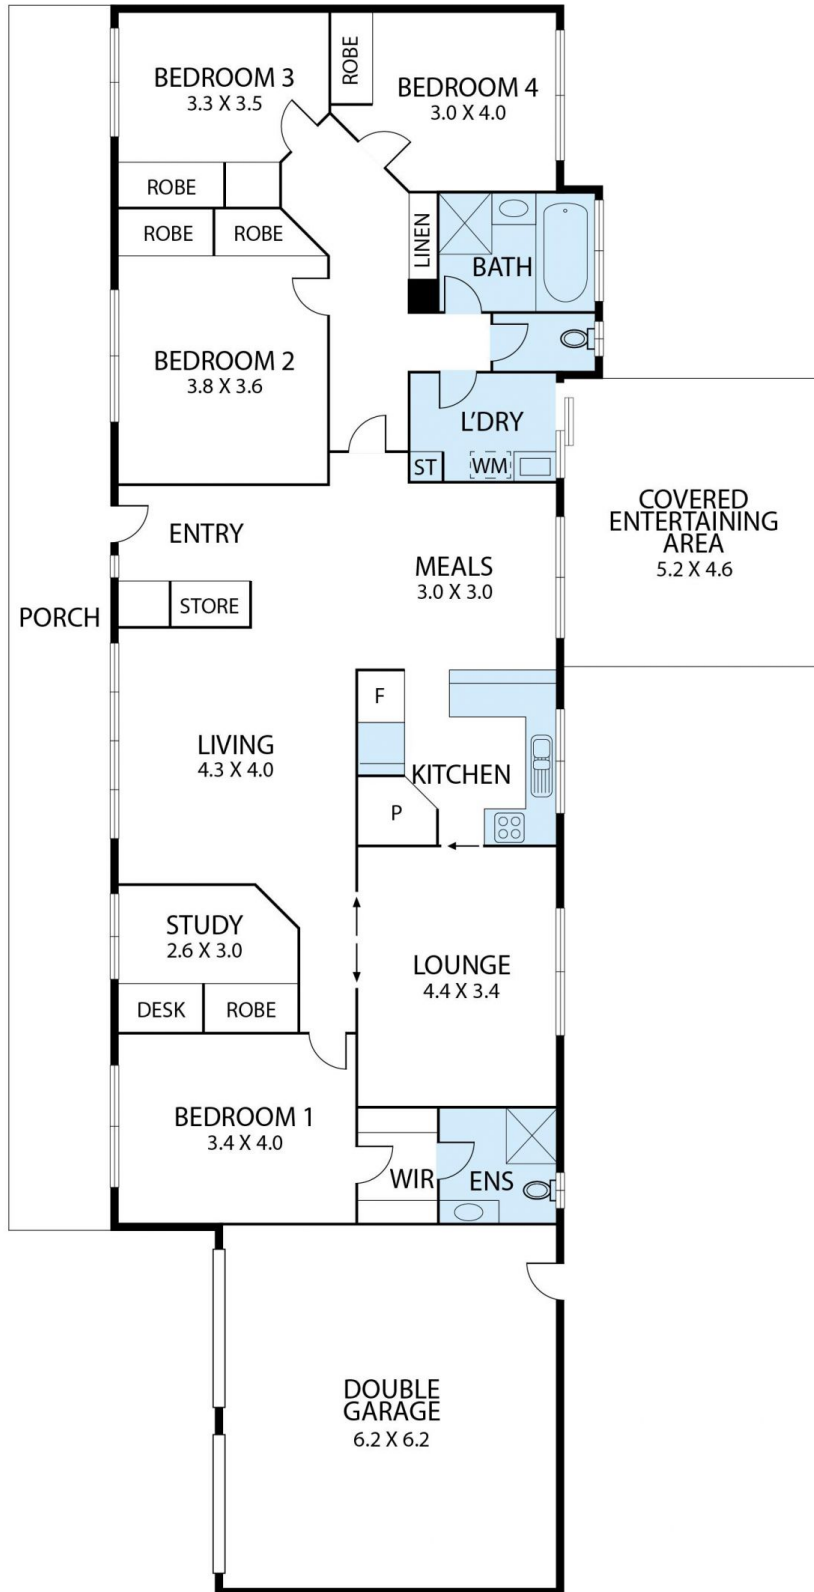 BEDROOM 3
3.3 X 3.5
ROBE
BEDROOM 4
3.0 X 4.0
ROBE
ROBE
ROBE
LINEN
BATH
BEDROOM 2
3.8 X 3.6
L'DRY
ST
WM
COVERED
ENTERTAINING
AREA
5.2 X 4.6
ENTRY
MEALS
3.0 X 3.0
PORCH
STORE
F
LIVING
4.3 X 4.0
KITCHEN
P
STUDY
2.6 X 3.0
LOUNGE
4.4 X 3.4
DESK
ROBE
BEDROOM 1
3.4 X 4.0
WIR
ENS
DOUBLE
GARAGE
6.2 X 6.2